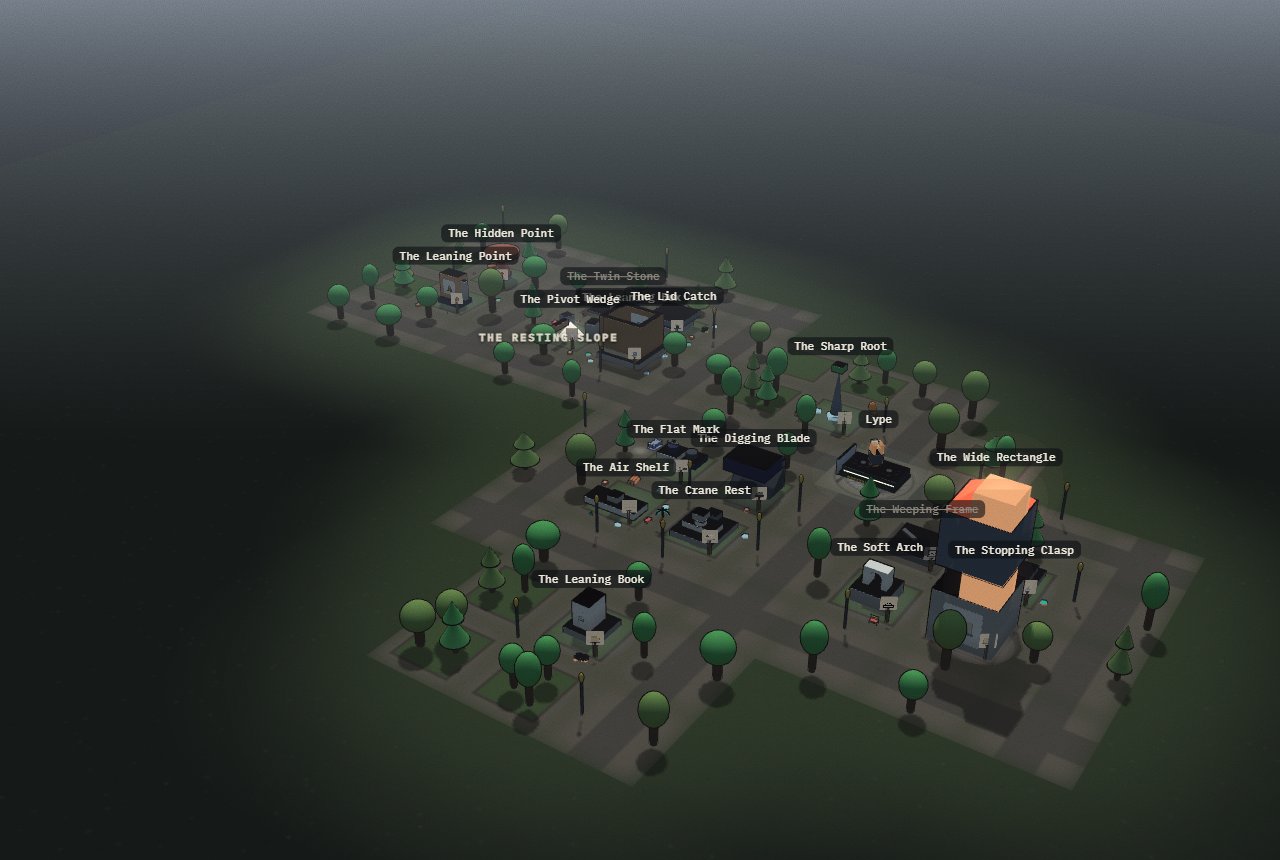 The Hidden Point
The Leaning Point
The Twin Stone
The Pivot Wedge
The Lid Catch
THE RESTING SLOPE
The Sharp Root
Lype
The Flat Mark
The Digging Blade
The Wide Rectangle
The Air Shelf
The Crane Rest
The Weeping Frame
The Soft Arch
The Stopping Clasp
The Leaning Book